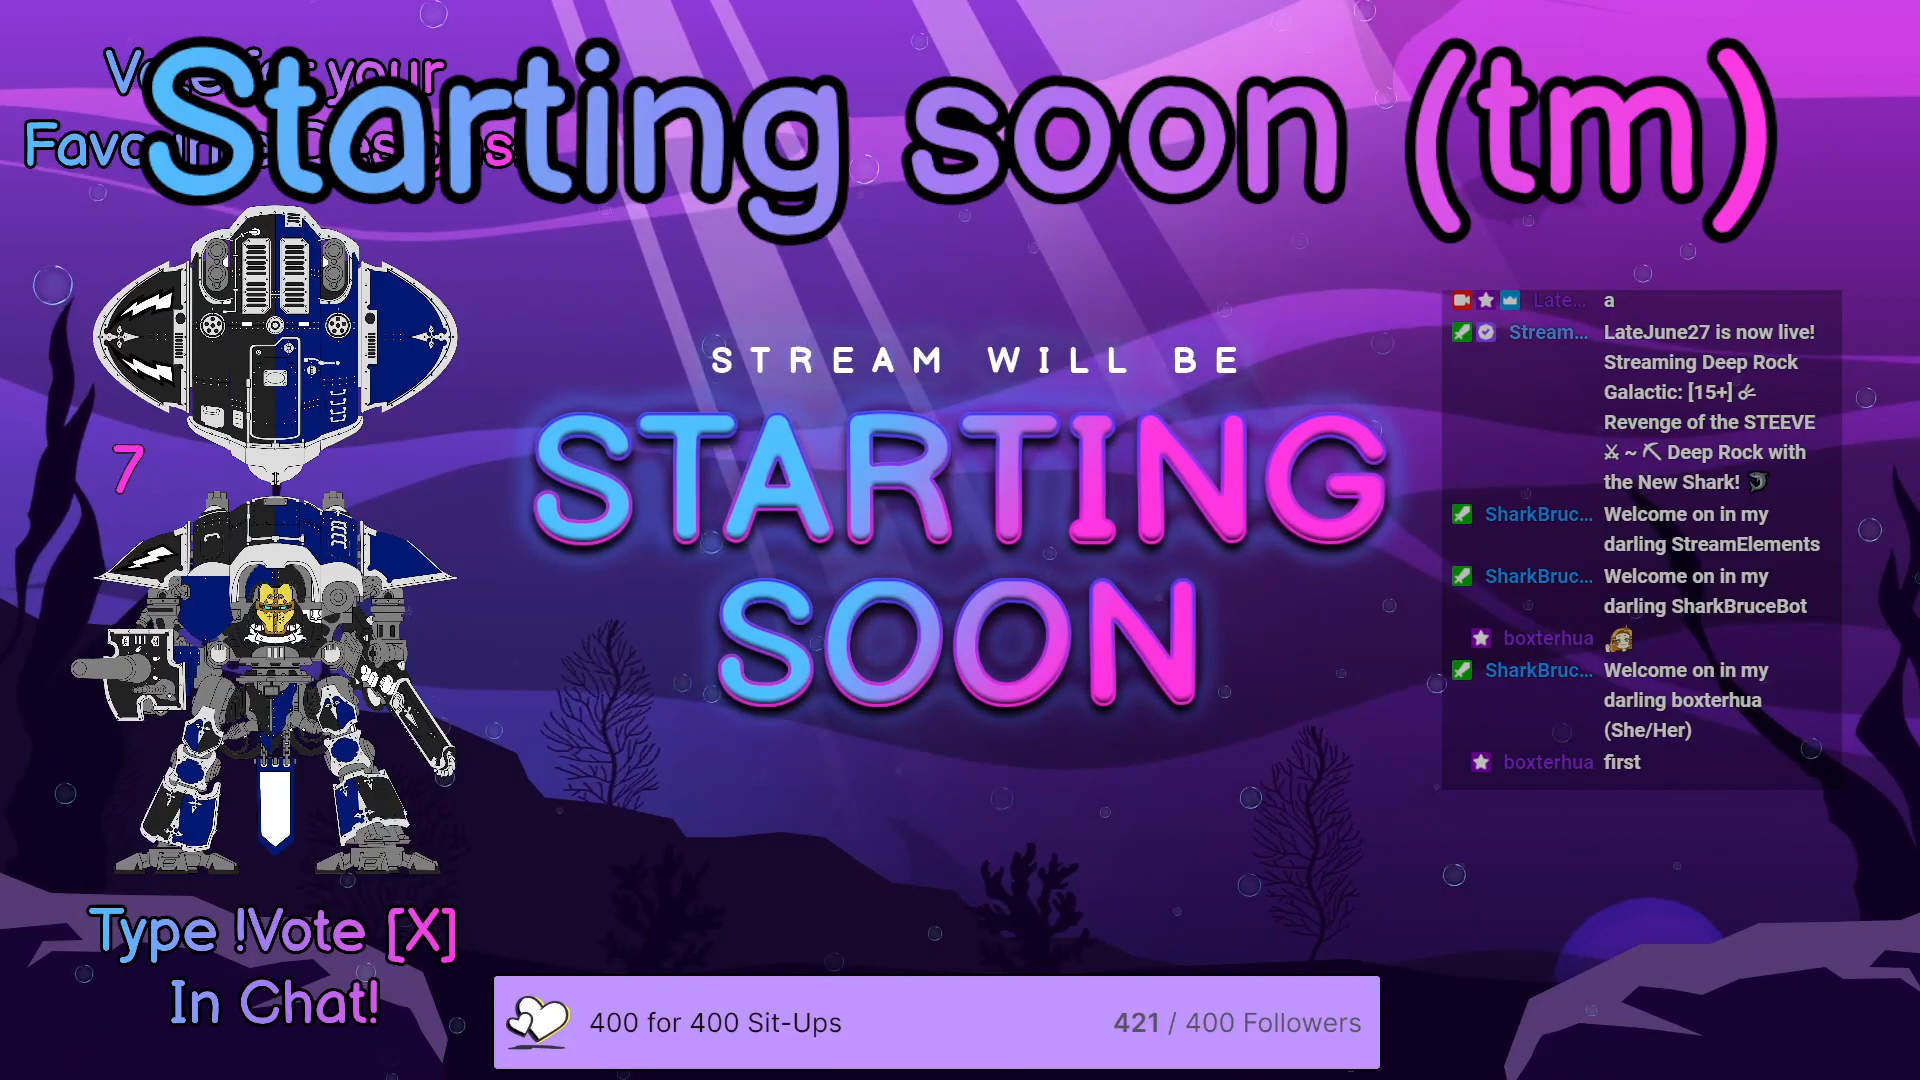 Starting soon (tm)
your
Favo
s
STREAM WILL BE
STARTING
SOON
7
Type !Vote [X]
In Chat!
Late... a
Stream... LateJune27 is now live!
Streaming Deep Rock
Galactic: [15+]
Revenge of the STEEVE
⚔ ~ ⛏ Deep Rock with
the New Shark!
SharkBruc... Welcome on in my
darling StreamElements
SharkBruc... Welcome on in my
darling SharkBruceBot
boxterhua
SharkBruc... Welcome on in my
darling boxterhua
(She/Her)
boxterhua first
400 for 400 Sit-Ups 421 / 400 Followers